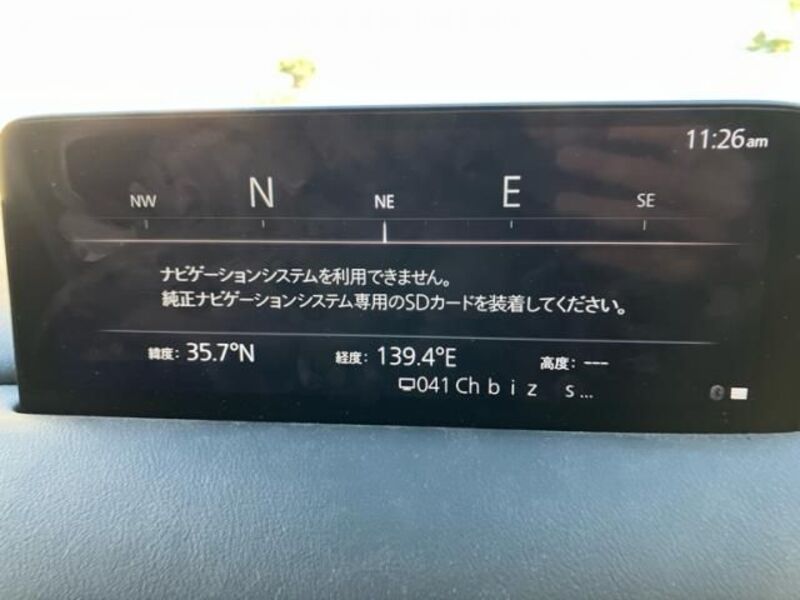 11:26am
NW N NE E SE
ナビゲーションシステムを利用できません。
純正ナビゲーションシステム専用のSDカードを装着してください。
緯度: 35.7°N 経度: 139.4°E 高度: ---
041Ch b i z s...